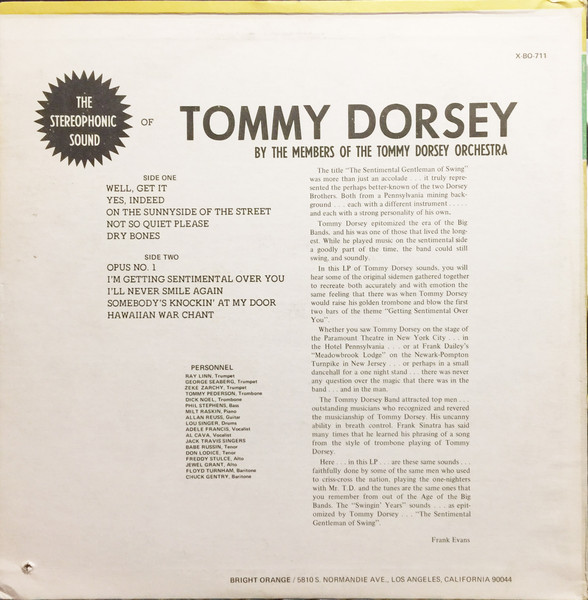 X-BO-711
THE
STEREOPHONIC
SOUND
OF
TOMMY DORSEY
BY THE MEMBERS OF THE TOMMY DORSEY ORCHESTRA
SIDE ONE
WELL, GET IT
YES, INDEED
ON THE SUNNYSIDE OF THE STREET
NOT SO QUIET PLEASE
DRY BONES
SIDE TWO
OPUS NO. 1
I'M GETTING SENTIMENTAL OVER YOU
I'LL NEVER SMILE AGAIN
SOMEBODY'S KNOCKIN' AT MY DOOR
HAWAIIAN WAR CHANT
PERSONNEL
RAY LINN, Trumpet
GEORGE SEABERG, Trumpet
ZEKE ZARCHY, Trumpet
TOMMY PEDERSON, Trombone
DICK NOEL, Trombone
PHIL STEPHENS, Bass
MILT RASKIN, Piano
ALLAN REUSS, Guitar
LOU SINGER, Drums
ADELE FRANCIS, Vocalist
AL CAVA, Vocalist
JACK TRAVIS SINGERS
BABE RUSSIN, Tenor
DON LODICE, Tenor
FREDDY STULCE, Alto
JEWEL GRANT, Alto
FLOYD TURNHAM, Baritone
CHUCK GENTRY, Baritone
The title "The Sentimental Gentleman of Swing"
was more than just an accolade . . . it truly repre-
sented the perhaps better-known of the two Dorsey
Brothers. Both from a Pennsylvania mining back-
ground . . . each with a different instrument . . . . .
and each with a strong personality of his own.
Tommy Dorsey epitomized the era of the Big
Bands, and his was one of those that lived the long-
est. While he played music on the sentimental side
a goodly part of the time, the band could still
swing, and soundly.
In this LP of Tommy Dorsey sounds, you will
hear some of the original sidemen gathered together
to recreate both accurately and with emotion the
same feeling that there was when Tommy Dorsey
would raise his golden trombone and blow the first
two bars of the theme "Getting Sentimental Over
You".
Whether you saw Tommy Dorsey on the stage of
the Paramount Theatre in New York City . . . in
the Hotel Pennsylvania . . . or at Frank Dailey's
"Meadowbrook Lodge" on the Newark-Pompton
Turnpike in New Jersey . . . or perhaps in a small
dancehall for a one night stand . . . there was never
any question over the magic that there was in the
band . . . and in the man.
The Tommy Dorsey Band attracted top men . . .
outstanding musicians who recognized and revered
the musicianship of Tommy Dorsey. His uncanny
ability in breath control. Frank Sinatra has said
many times that he learned his phrasing of a song
from the style of trombone playing of Tommy
Dorsey.
Here . . . in this LP . . . are these same sounds . . .
faithfully done by some of the same men who used
to criss-cross the nation, playing the one-nighters
with Mr. T.D. and the tunes are the same ones that
you remember from out of the Age of the Big
Bands. The "Swingin' Years" sounds . . . as epit-
omized by Tommy Dorsey . . . "The Sentimental
Gentleman of Swing".
Frank Evans
BRIGHT ORANGE / 5810 S. NORMANDIE AVE., LOS ANGELES, CALIFORNIA 90044